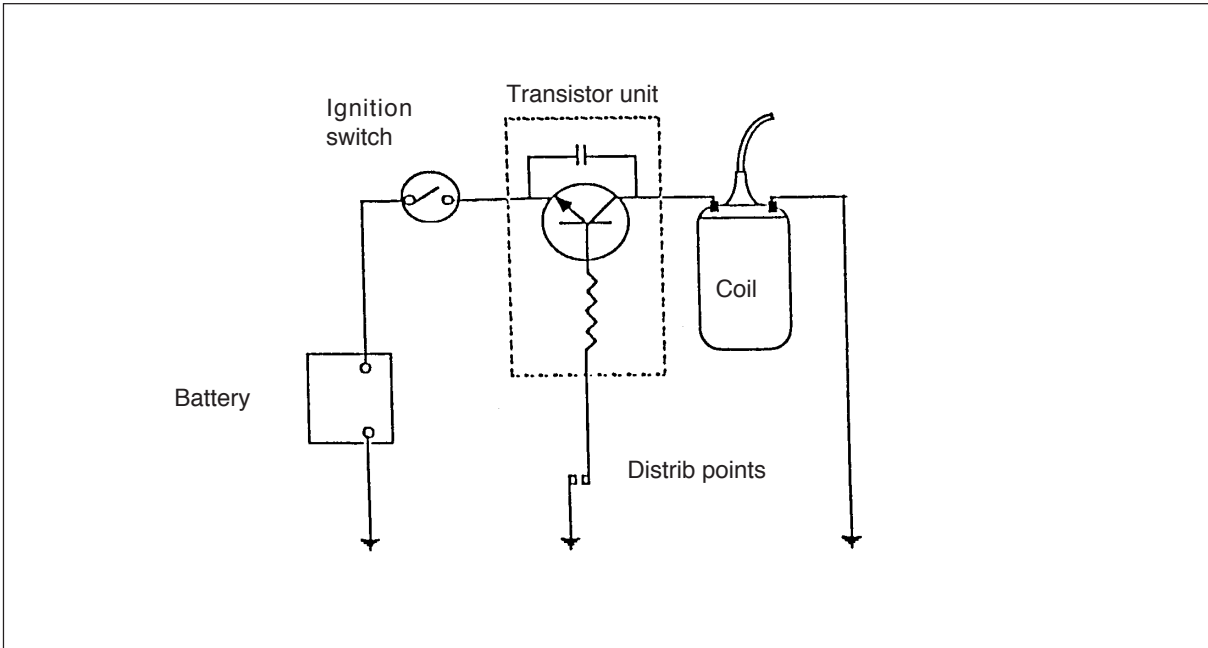 Transistor unit
Ignition
switch
Coil
Battery
Distrib points